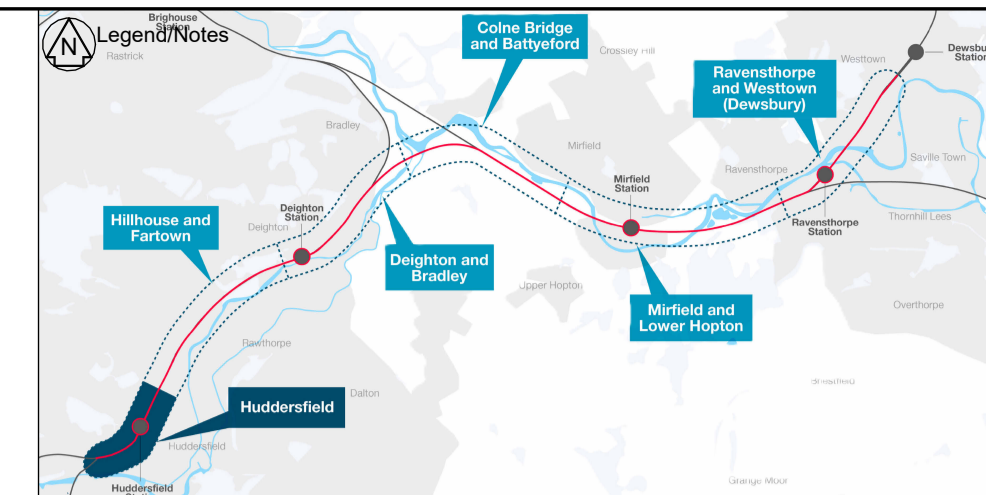 Brighouse
Station
N
Legend/Notes
Rastrick
Colne Bridge
and Battyeford
Crossley Hill
Westtown
Dewsbu
Station
Ravensthorpe
and Westtown
(Dewsbury)
Bradley
Mirfield
Ravensthorpe
Saville Town
Mirfield
Station
Hillhouse and
Fartown
Deighton
Station
Deighton
Thornhill Lees
Ravensthorpe
Station
Deighton and
Bradley
Upper Hopton
Mirfield and
Lower Hopton
Overthorpe
Rawthorpe
Dalton
Huddersfield
Huddersfield
Grange Moor
Huddersfield